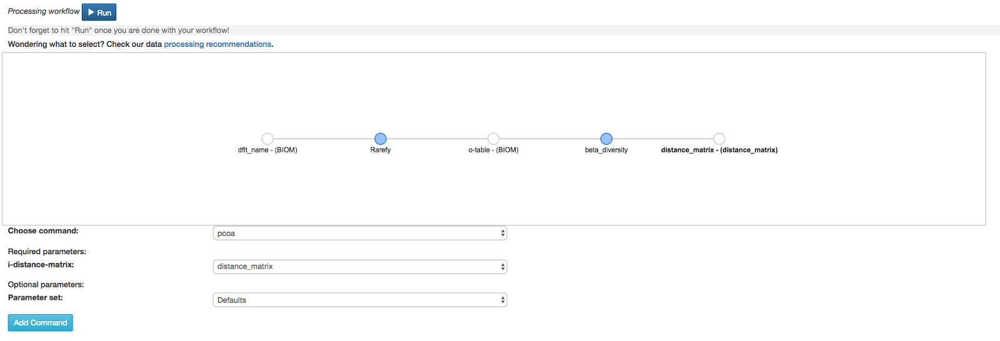 Processing workflow Run
Don't forget to hit "Run" once you are done with your workflow!
Wondering what to select? Check our data processing recommendations.
dflt_name - (BIOM) Rarefy o-table - (BIOM) beta_diversity distance_matrix - (distance_matrix)
Choose command: pcoa
Required parameters:
i-distance-matrix: distance_matrix
Optional parameters:
Parameter set: Defaults
Add Command